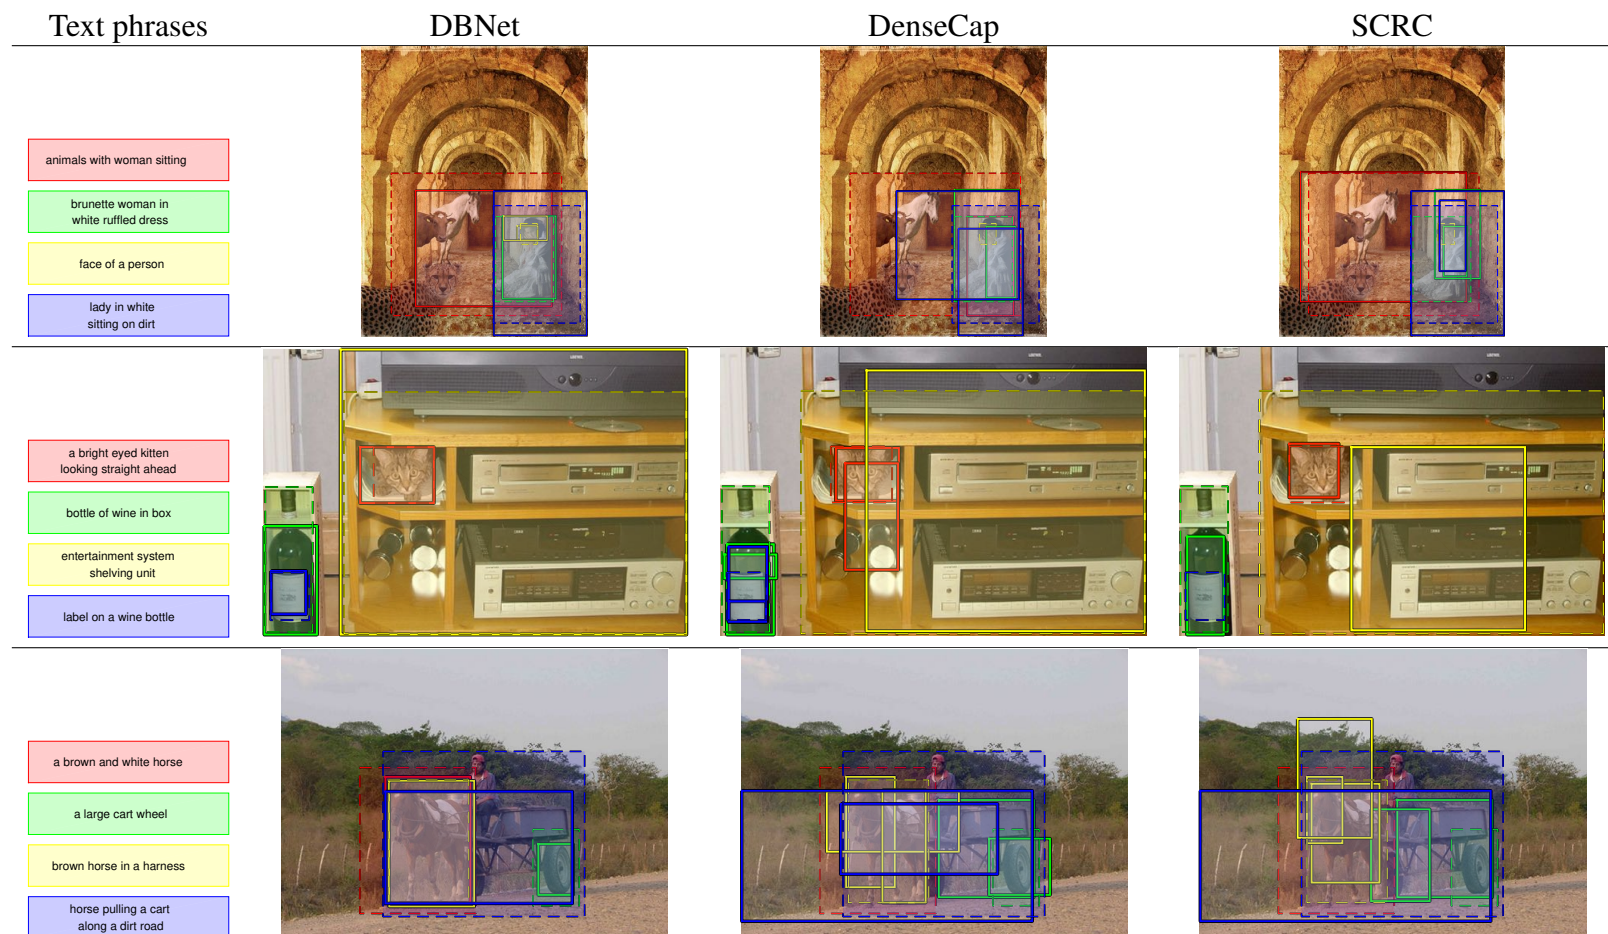 Text phrases DBNet DenseCap SCRC
animals with woman sitting
brunette woman in
white ruffled dress
face of a person
lady in white
sitting on dirt
a bright eyed kitten
looking straight ahead
bottle of wine in box
entertainment system
shelving unit
label on a wine bottle
a brown and white horse
a large cart wheel
brown horse in a harness
horse pulling a cart
along a dirt road